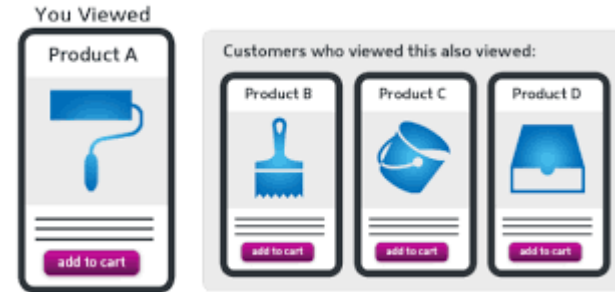 You Viewed
Product A
add to cart
Customers who viewed this also viewed:
Product B
add to cart
Product C
add to cart
Product D
add to cart